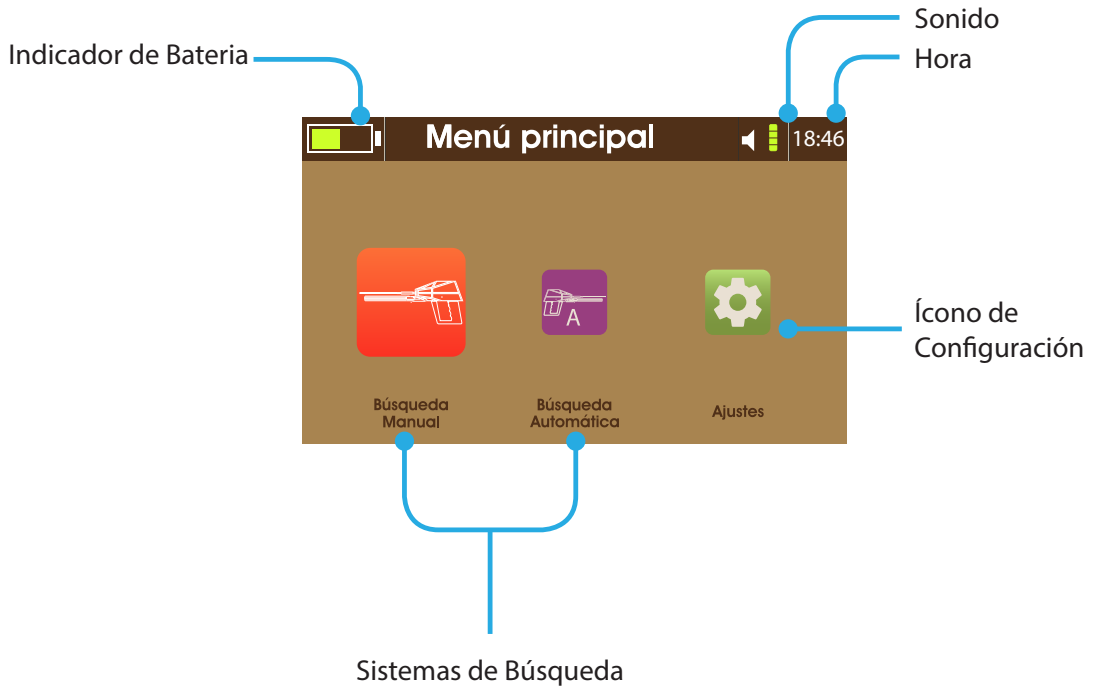 Sonido
Indicador de Bateria
Hora
Menú principal
18:46
A
Ícono de
Configuración
Búsqueda
Manual
Búsqueda
Automática
Ajustes
Sistemas de Búsqueda